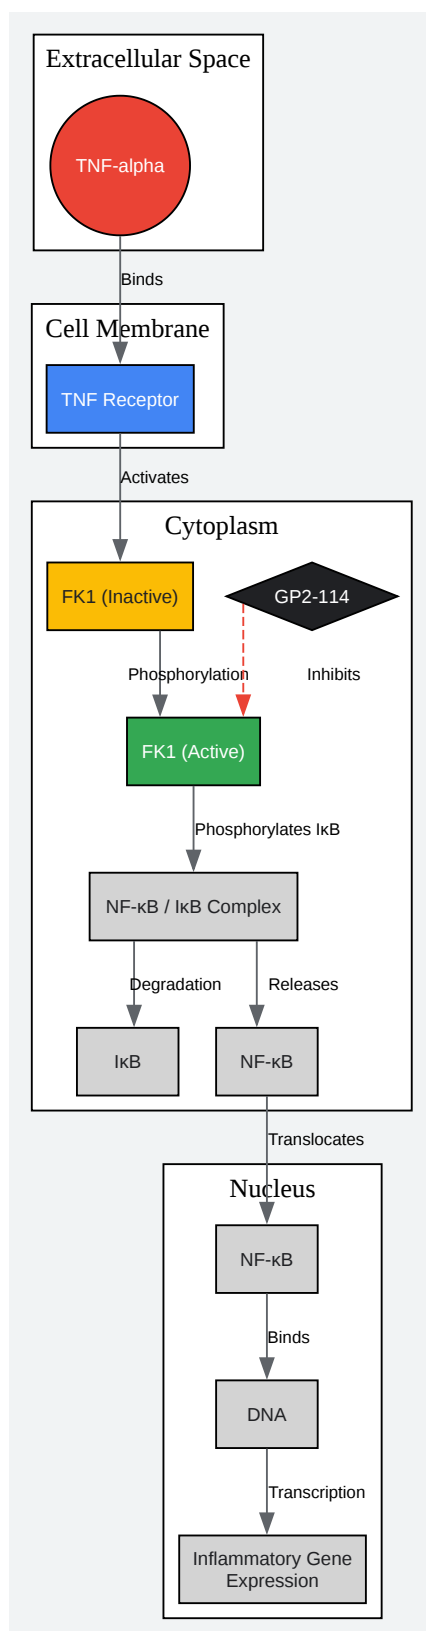 Extracellular Space
TNF-alpha
Binds
Cell Membrane
TNF Receptor
Activates
Cytoplasm
FK1 (Inactive)
GP2-114
Phosphorylation
Inhibits
FK1 (Active)
Phosphorylates IκB
NF-κB / IκB Complex
Degradation
Releases
IκB
NF-κB
Translocates
Nucleus
NF-κB
Binds
DNA
Transcription
Inflammatory Gene
Expression